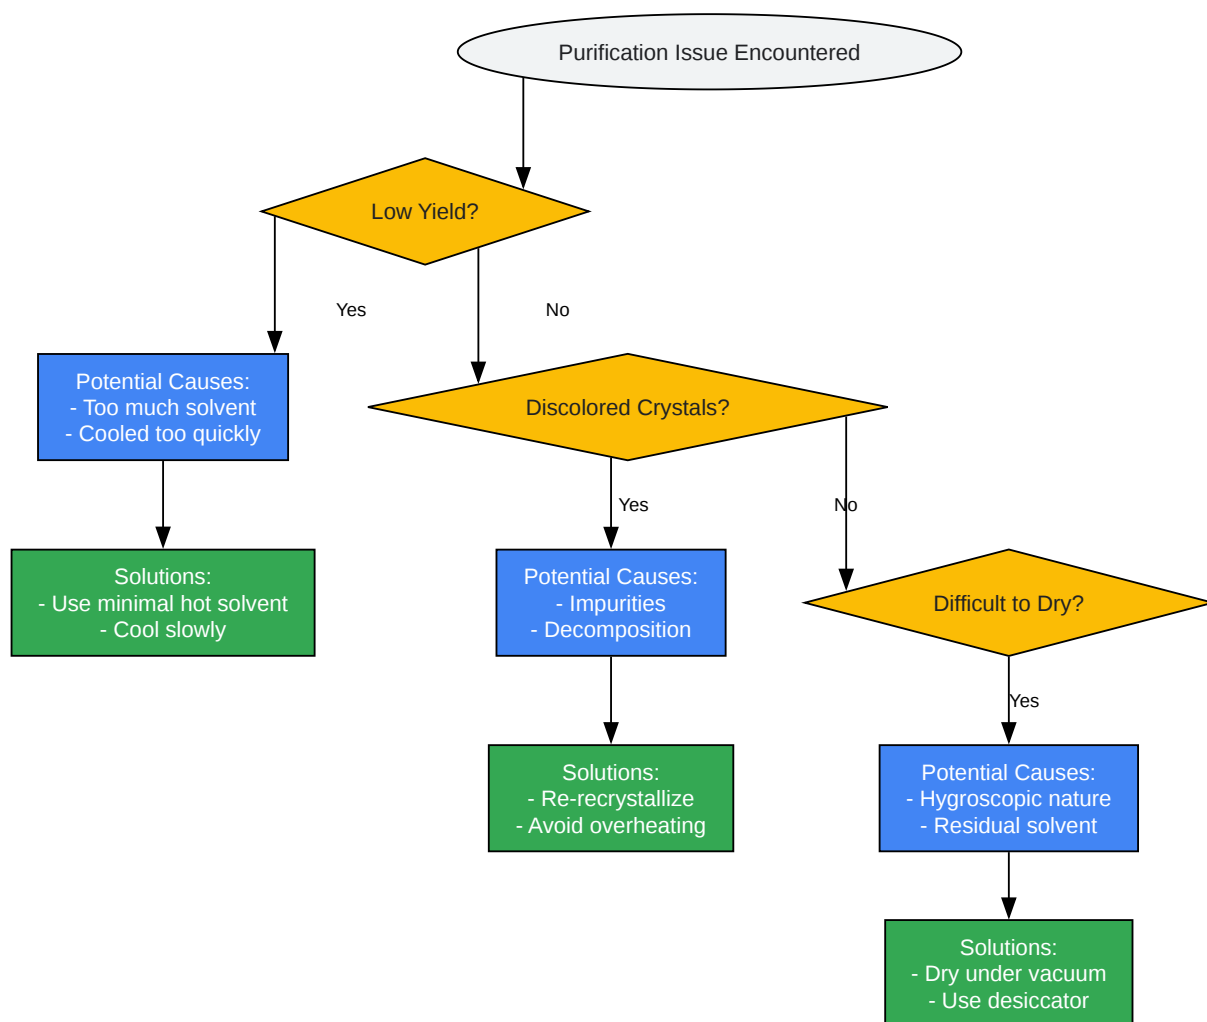 Purification Issue Encountered
Low Yield?
Yes
No
Potential Causes:
- Too much solvent
- Cooled too quickly
Discolored Crystals?
Solutions:
- Use minimal hot solvent
- Cool slowly
Yes
No
Potential Causes:
- Impurities
- Decomposition
Difficult to Dry?
Solutions:
- Re-recrystallize
- Avoid overheating
Yes
Potential Causes:
- Hygroscopic nature
- Residual solvent
Solutions:
- Dry under vacuum
- Use desiccator